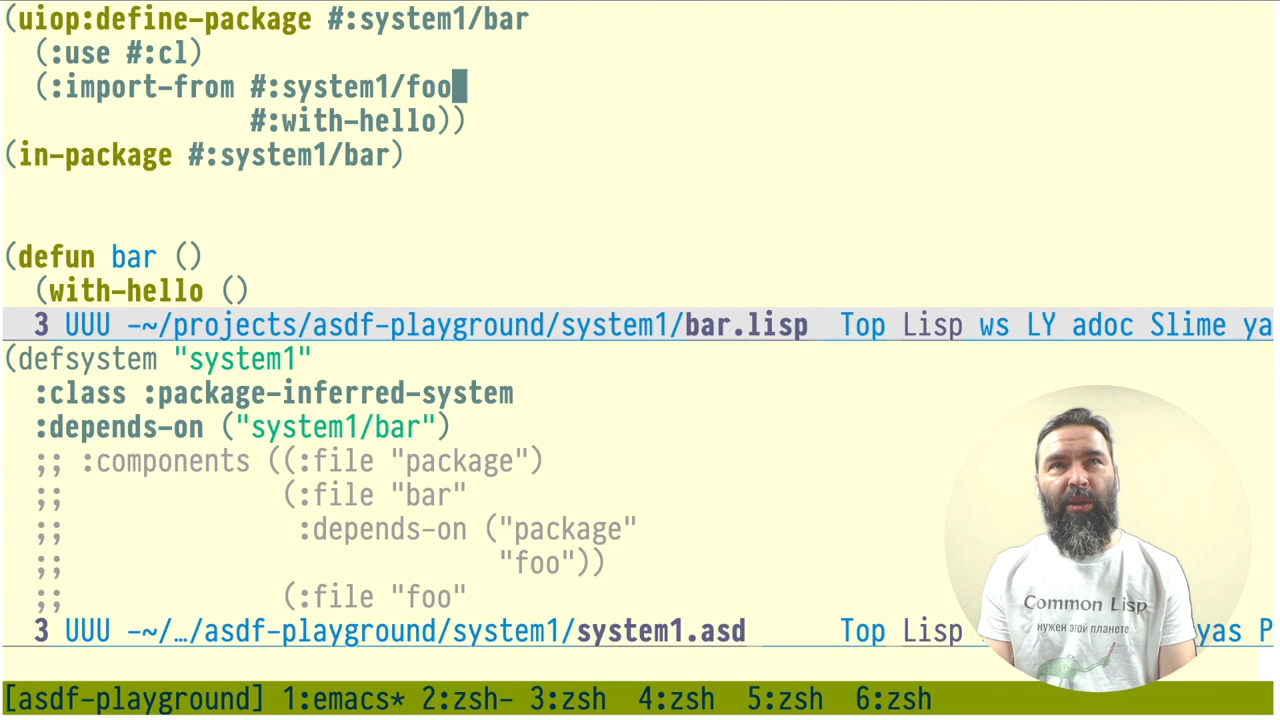 (uiop:define-package #:system1/bar
(:use #:cl)
(:import-from #:system1/foo
#:with-hello))
(in-package #:system1/bar)
(defun bar ()
(with-hello ()
3 UUU -~/projects/asdf-playground/system1/bar.lisp Top Lisp ws LY adoc Slime ya
(defsystem "system1"
:class :package-inferred-system
:depends-on ("system1/bar")
;; :components ((:file "package")
;; (:file "bar"
;; :depends-on ("package"
;; "foo"))
;; (:file "foo"
3 UUU -~/…/asdf-playground/system1/system1.asd Top Lisp yas P
Common Lisp
нужен этой планете
[asdf-playground] 1:emacs* 2:zsh- 3:zsh 4:zsh 5:zsh 6:zsh